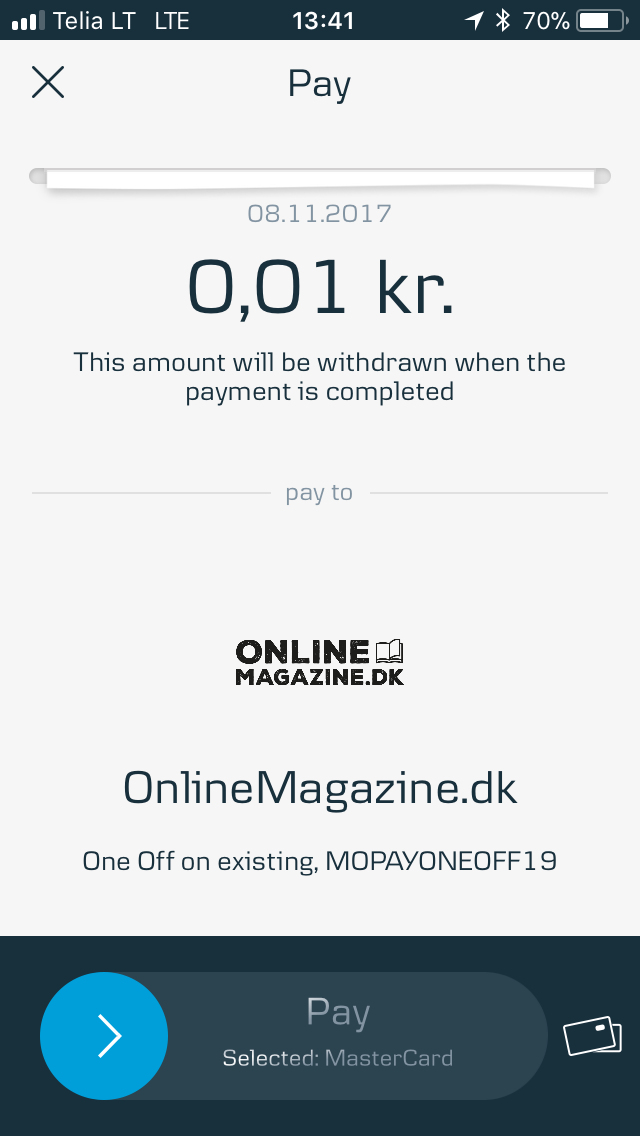 Telia LT LTE 13:41 70%
Pay
08.11.2017
0,01 kr.
This amount will be withdrawn when the
payment is completed
pay to
ONLINE
MAGAZINE.DK
OnlineMagazine.dk
One Off on existing, MOPAYONEOFF19
Pay
Selected: MasterCard